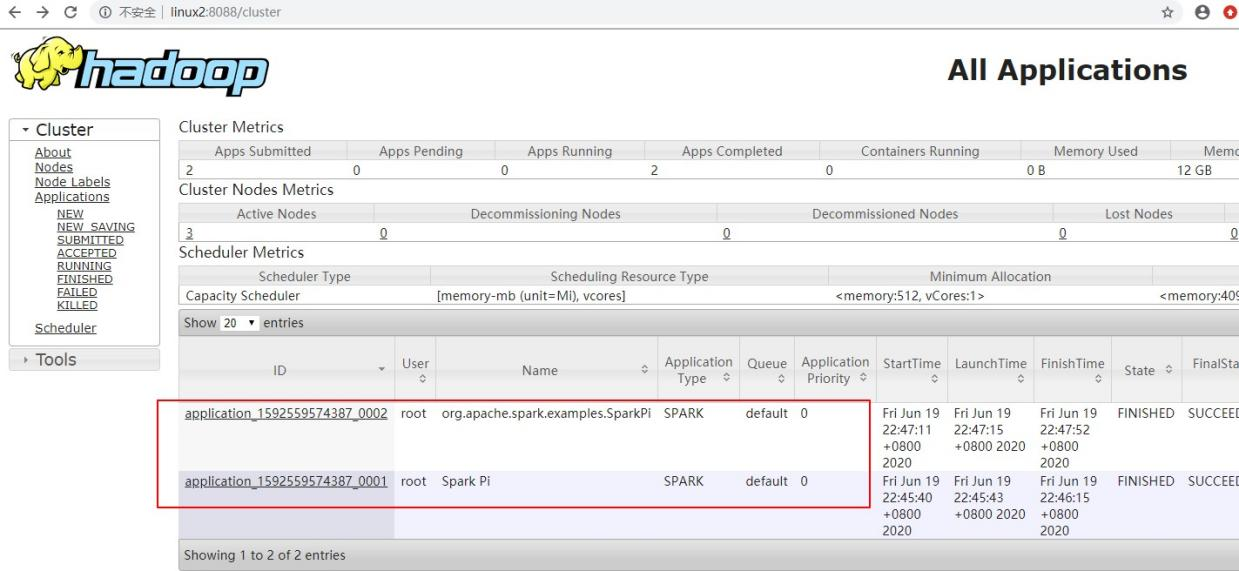 不安全 | linux2:8088/cluster
hadoop
All Applications
Cluster
About
Nodes
Node Labels
Applications
NEW
NEW_SAVING
SUBMITTED
ACCEPTED
RUNNING
FINISHED
FAILED
KILLED
Scheduler
Tools
Cluster Metrics
Apps Submitted Apps Pending Apps Running Apps Completed Containers Running Memory Used Memo
2 0 0 2 0 0 B 12 GB
Cluster Nodes Metrics
Active Nodes Decommissioning Nodes Decommissioned Nodes Lost Nodes
3 0 0 0 0
Scheduler Metrics
Scheduler Type Scheduling Resource Type Minimum Allocation
Capacity Scheduler [memory-mb (unit=Mi), vcores] <memory:512, vCores:1> <memory:409
Show 20 entries
ID User Name Application Type Queue Application Priority StartTime LaunchTime FinishTime State FinalSta
application_1592559574387_0002 root org.apache.spark.examples.SparkPi SPARK default 0 Fri Jun 19 Fri Jun 19 Fri Jun 19 FINISHED SUCCEED
22:47:11 22:47:15 22:47:52
+0800 +0800 2020 +0800
2020 2020
application_1592559574387_0001 root Spark Pi SPARK default 0 Fri Jun 19 Fri Jun 19 Fri Jun 19 FINISHED SUCCEED
22:45:40 22:45:43 22:46:15
+0800 +0800 2020 +0800
2020 2020
Showing 1 to 2 of 2 entries